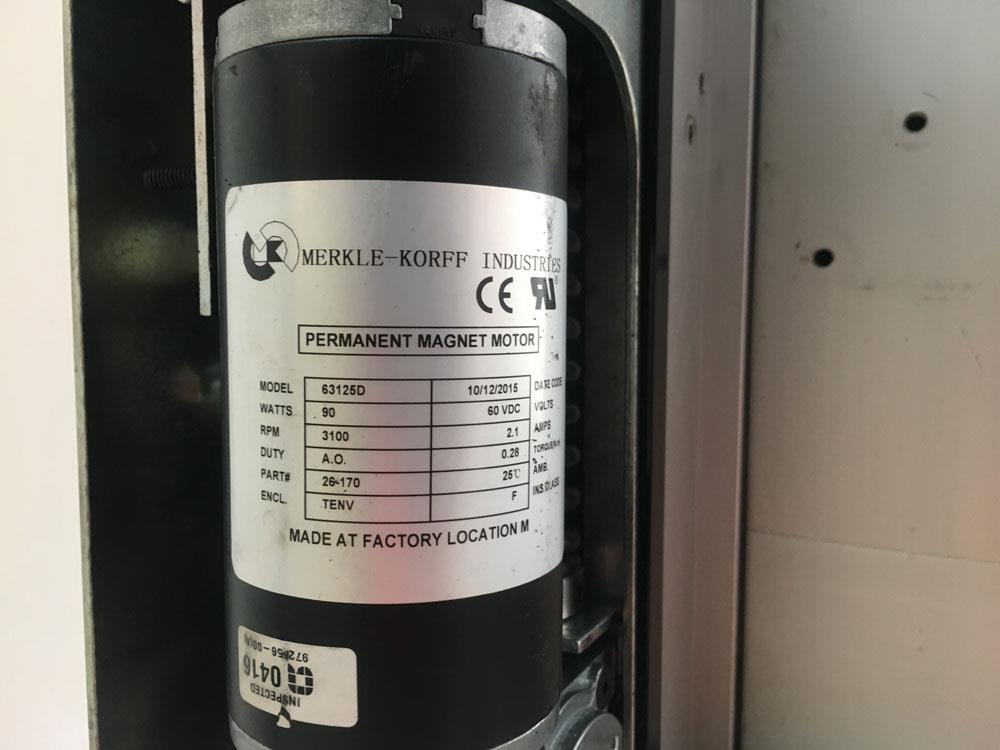 MERKLE-KORFF INDUSTRIES
CE RU®
PERMANENT MAGNET MOTOR
MODEL 63125D 10/12/2015 DATE CODE
WATTS 90 60 VDC VOLTS
RPM 3100 2.1 AMPS
DUTY A.O. 0.28 TORQUE
PART# 26-170 25℃ AMB.
ENCL. TENV F INS.CLASS
MADE AT FACTORY LOCATION M
INSPECTED
0416